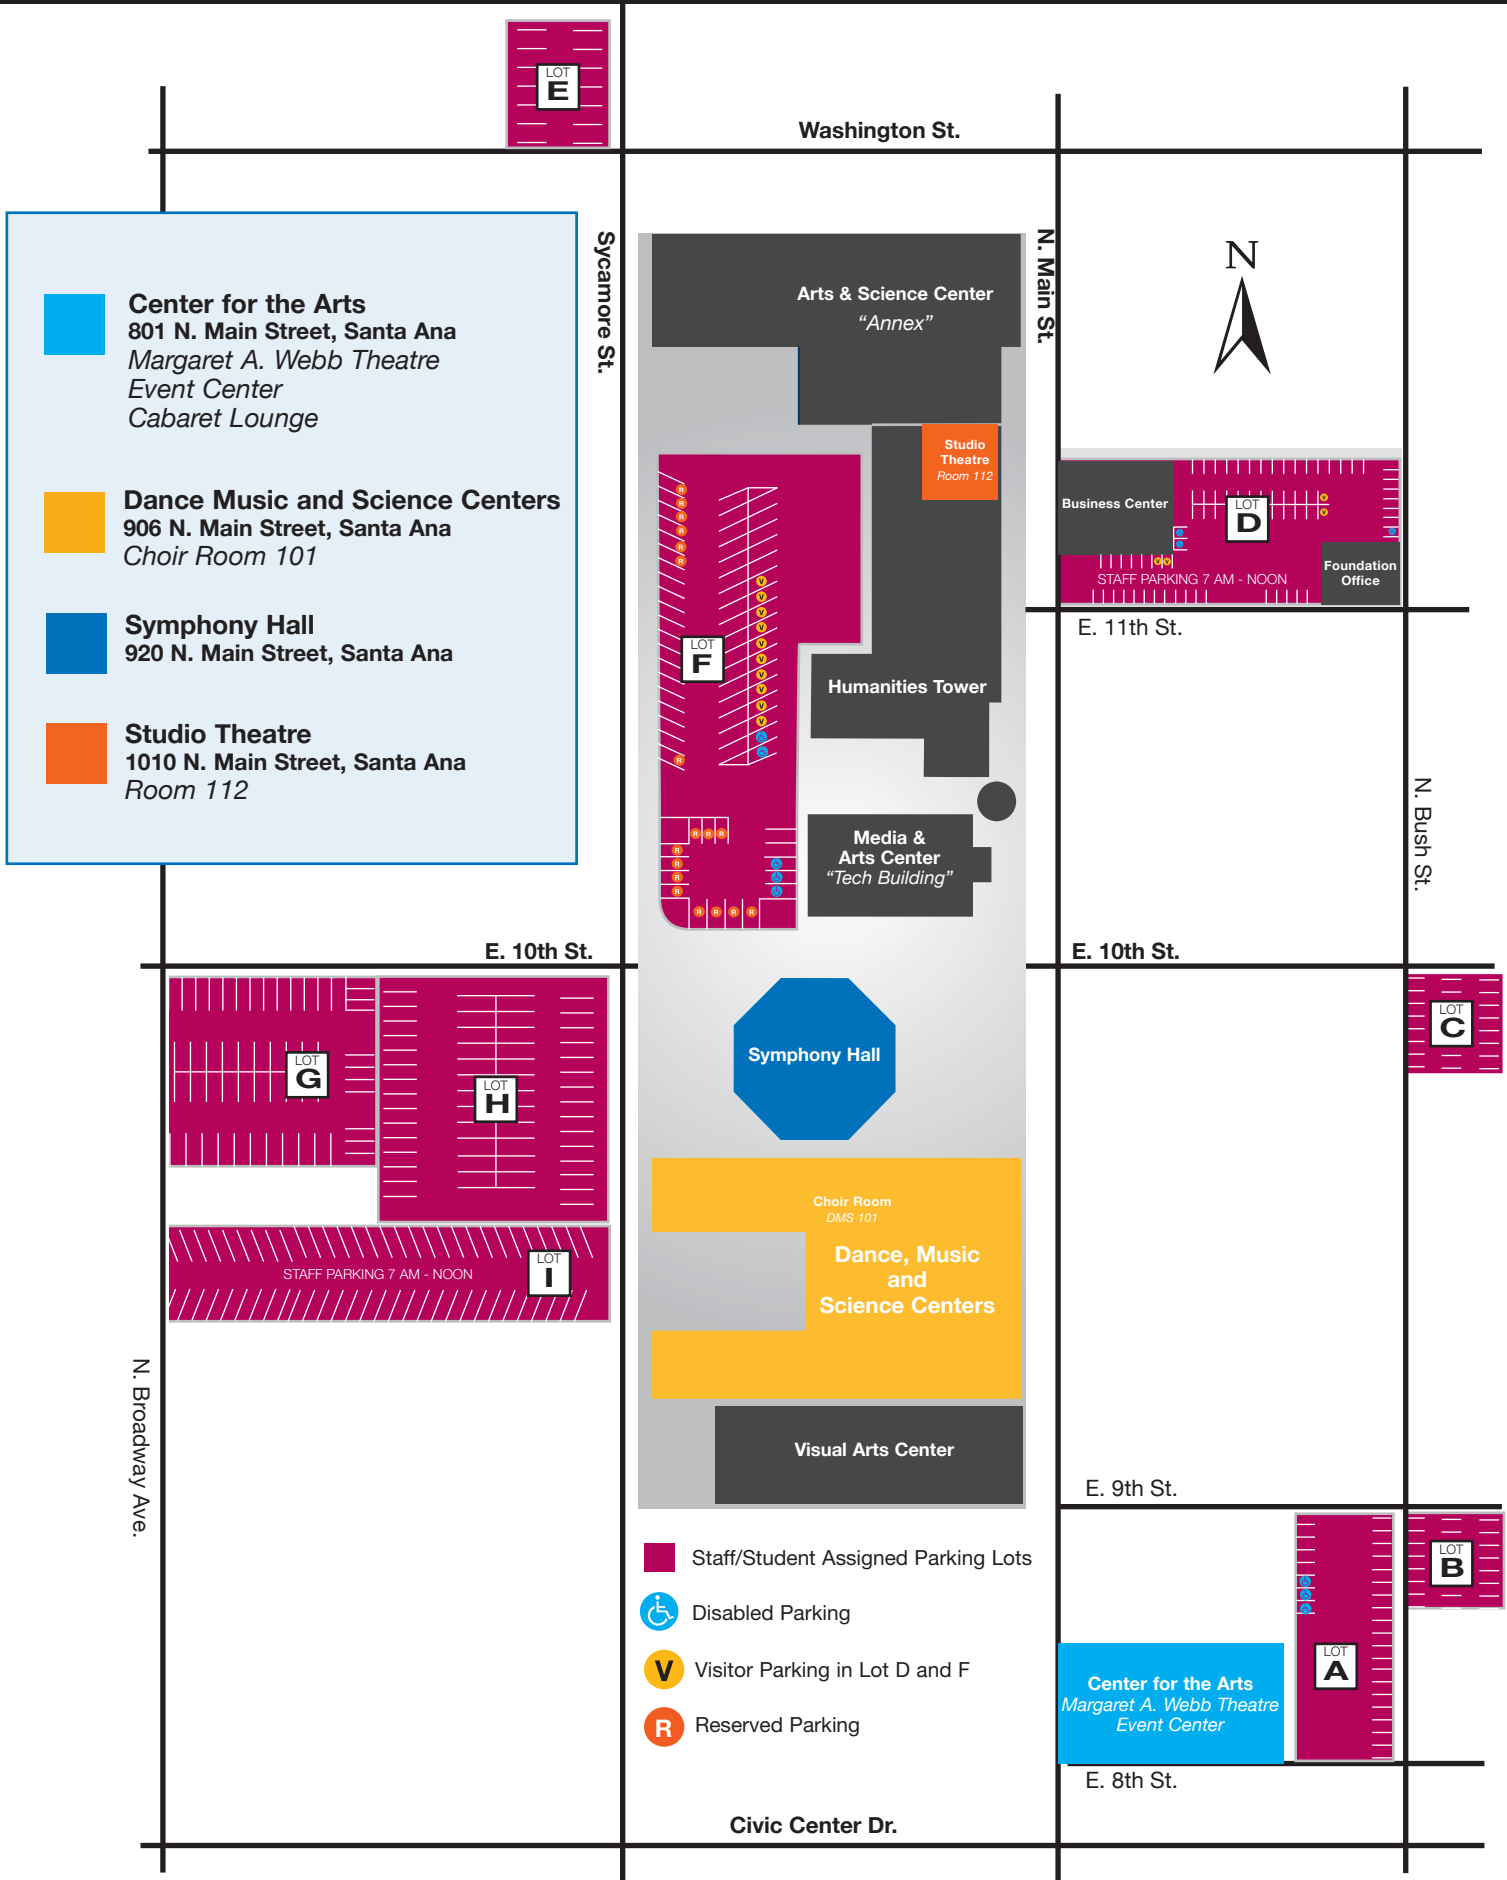 LOT
E
Washington St.
Sycamore St.
N. Main St.
N
Center for the Arts
801 N. Main Street, Santa Ana
Margaret A. Webb Theatre
Event Center
Cabaret Lounge
Dance Music and Science Centers
906 N. Main Street, Santa Ana
Choir Room 101
Symphony Hall
920 N. Main Street, Santa Ana
Studio Theatre
1010 N. Main Street, Santa Ana
Room 112
Arts & Science Center
“Annex”
Studio
Theatre
Room 112
Business Center
LOT
D
V
V
V V
STAFF PARKING 7 AM - NOON
Foundation
Office
E. 11th St.
R
R
R
R
R
R
V
V
V
V
V
V
V
V
V
V
LOT
F
R
Humanities Tower
R R R
R
R
R
R
R R R R
Media &
Arts Center
“Tech Building”
N. Bush St.
E. 10th St.
E. 10th St.
LOT
G
LOT
H
LOT
C
Symphony Hall
Choir Room
DMS 101
Dance, Music
and
Science Centers
STAFF PARKING 7 AM - NOON
LOT
I
N. Broadway Ave.
Visual Arts Center
E. 9th St.
LOT
B
LOT
A
Center for the Arts
Margaret A. Webb Theatre
Event Center
E. 8th St.
Staff/Student Assigned Parking Lots
Disabled Parking
V Visitor Parking in Lot D and F
R Reserved Parking
Civic Center Dr.